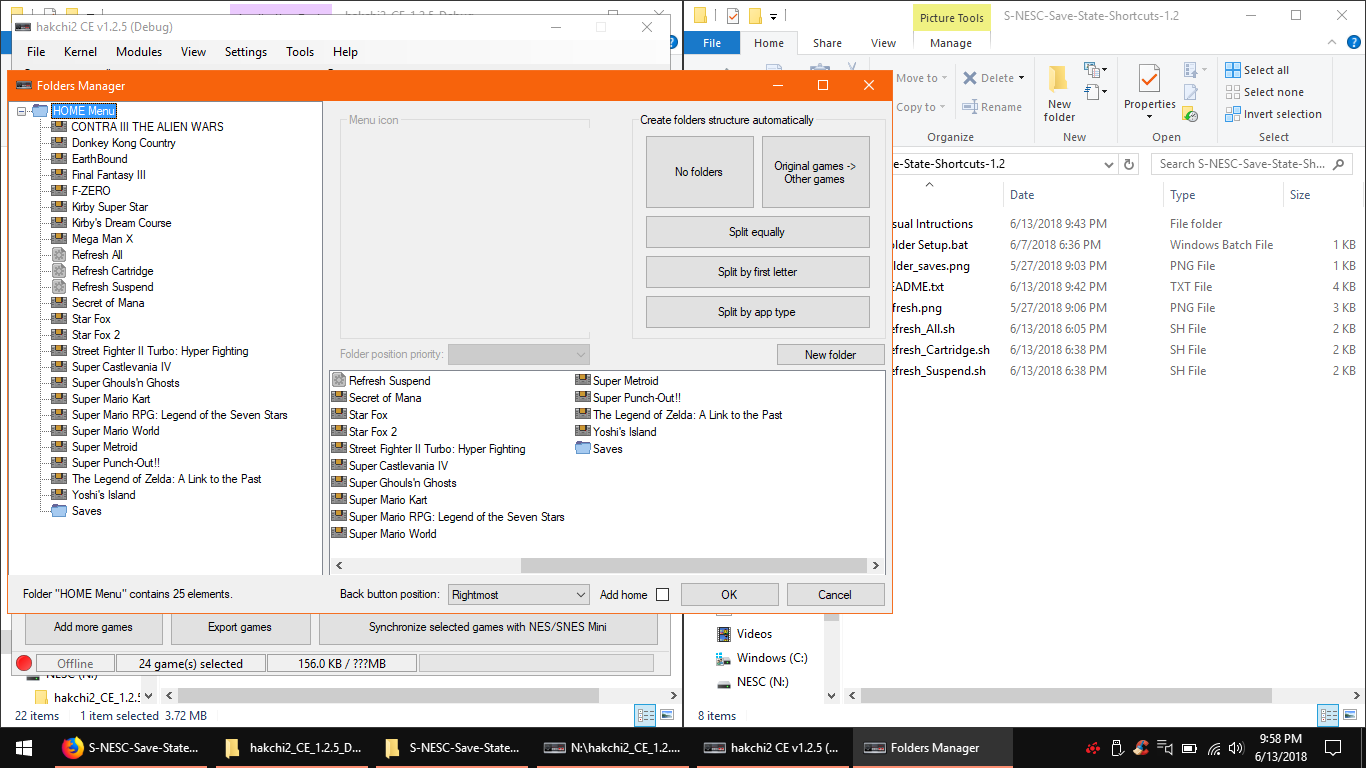 hakchi2 CE v1.2.5 (Debug)
File Kernel Modules View Settings Tools Help
Folders Manager
HOME Menu
CONTRA III THE ALIEN WARS
Donkey Kong Country
EarthBound
Final Fantasy III
F-ZERO
Kirby Super Star
Kirby's Dream Course
Mega Man X
Refresh All
Refresh Cartridge
Refresh Suspend
Secret of Mana
Star Fox
Star Fox 2
Street Fighter II Turbo: Hyper Fighting
Super Castlevania IV
Super Ghouls'n Ghosts
Super Mario Kart
Super Mario RPG: Legend of the Seven Stars
Super Mario World
Super Metroid
Super Punch-Out!!
The Legend of Zelda: A Link to the Past
Yoshi's Island
Saves
Menu icon
Create folders structure automatically
No folders
Original games ->
Other games
Split equally
Split by first letter
Split by app type
Folder position priority:
New folder
Refresh Suspend
Secret of Mana
Star Fox
Star Fox 2
Street Fighter II Turbo: Hyper Fighting
Super Castlevania IV
Super Ghouls'n Ghosts
Super Mario Kart
Super Mario RPG: Legend of the Seven Stars
Super Mario World
Super Metroid
Super Punch-Out!!
The Legend of Zelda: A Link to the Past
Yoshi's Island
Saves
Folder "HOME Menu" contains 25 elements.
Back button position: Rightmost Add home OK Cancel
Add more games Export games Synchronize selected games with NES/SNES Mini
Offline 24 game(s) selected 156.0 KB / ???MB
hakchi2_CE_1.2.5
22 items 1 item selected 3.72 MB
Picture Tools S-NESC-Save-State-Shortcuts-1.2
File Home Share View Manage
Move to
Copy to
Delete
Rename
Organize
New
folder
New
Properties
Open
Select all
Select none
Invert selection
Select
e-State-Shortcuts-1.2 Search S-NESC-Save-State-Sh...
Date Type Size
sual Intructions 6/13/2018 9:43 PM File folder
older Setup.bat 6/7/2018 6:36 PM Windows Batch File 1 KB
lder_saves.png 5/27/2018 9:03 PM PNG File 1 KB
EADME.txt 6/13/2018 9:42 PM TXT File 4 KB
efresh.png 5/27/2018 9:06 PM PNG File 3 KB
efresh_All.sh 6/13/2018 6:05 PM SH File 2 KB
efresh_Cartridge.sh 6/13/2018 6:38 PM SH File 2 KB
efresh_Suspend.sh 6/13/2018 6:38 PM SH File 2 KB
Videos
Windows (C:)
NESC (N:)
8 items
S-NESC-Save-State... hakchi2_CE_1.2.5_D... S-NESC-Save-State... N:\hakchi2_CE_1.2.... hakchi2 CE v1.2.5 (... Folders Manager
9:58 PM
6/13/2018